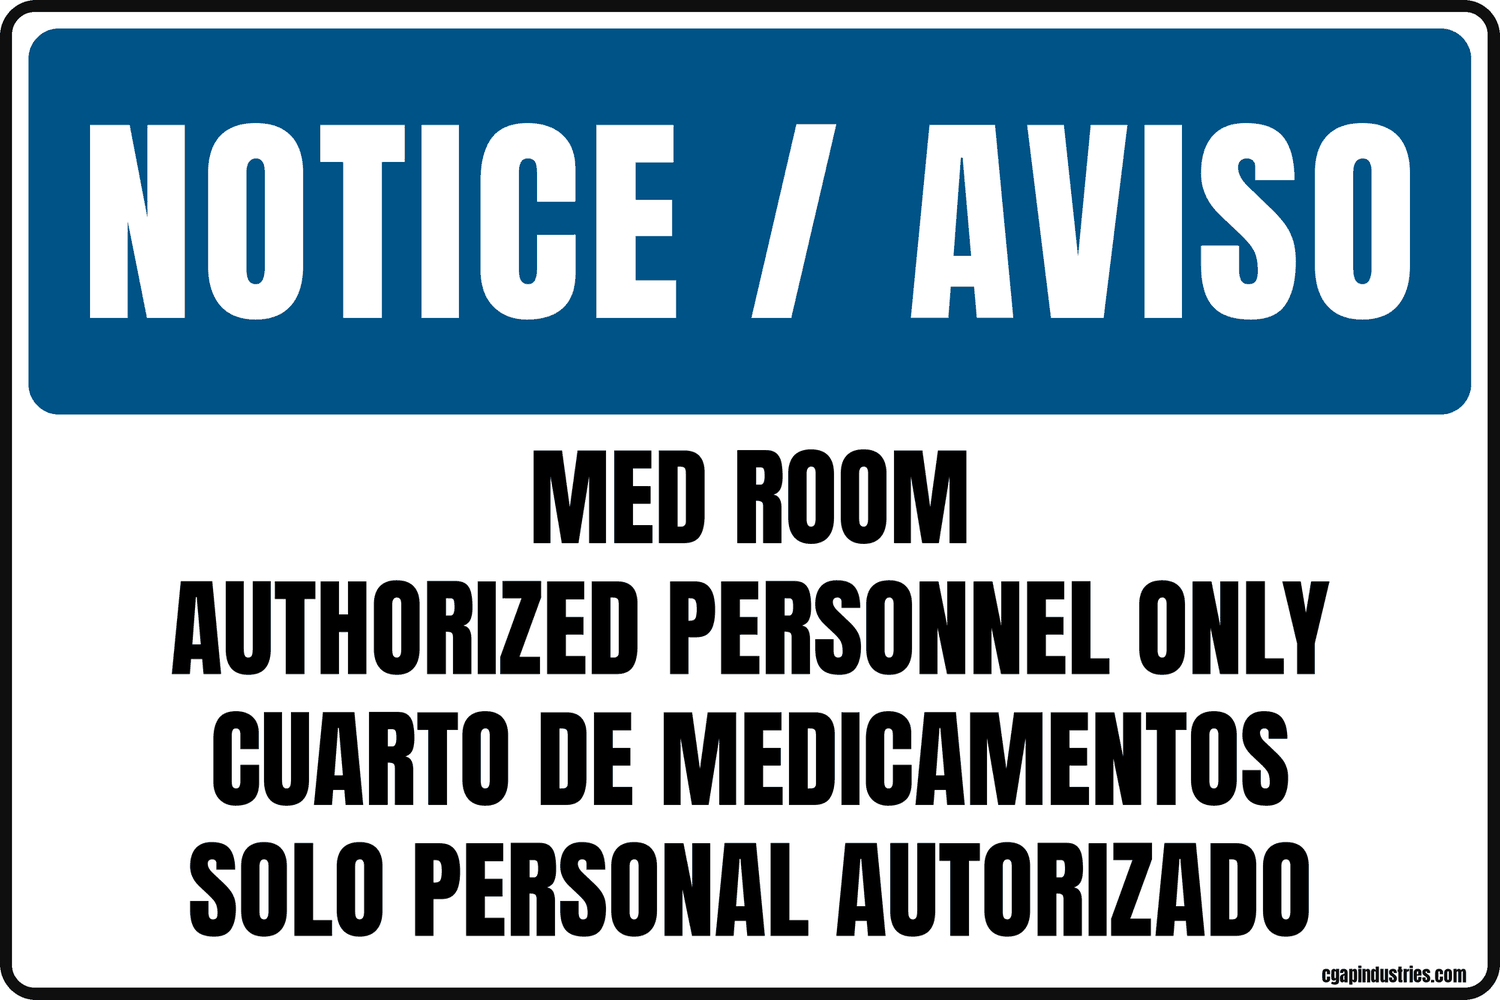 NOTICE / AVISO
MED ROOM
AUTHORIZED PERSONNEL ONLY
CUARTO DE MEDICAMENTOS
SOLO PERSONAL AUTORIZADO
cgapindustries.com